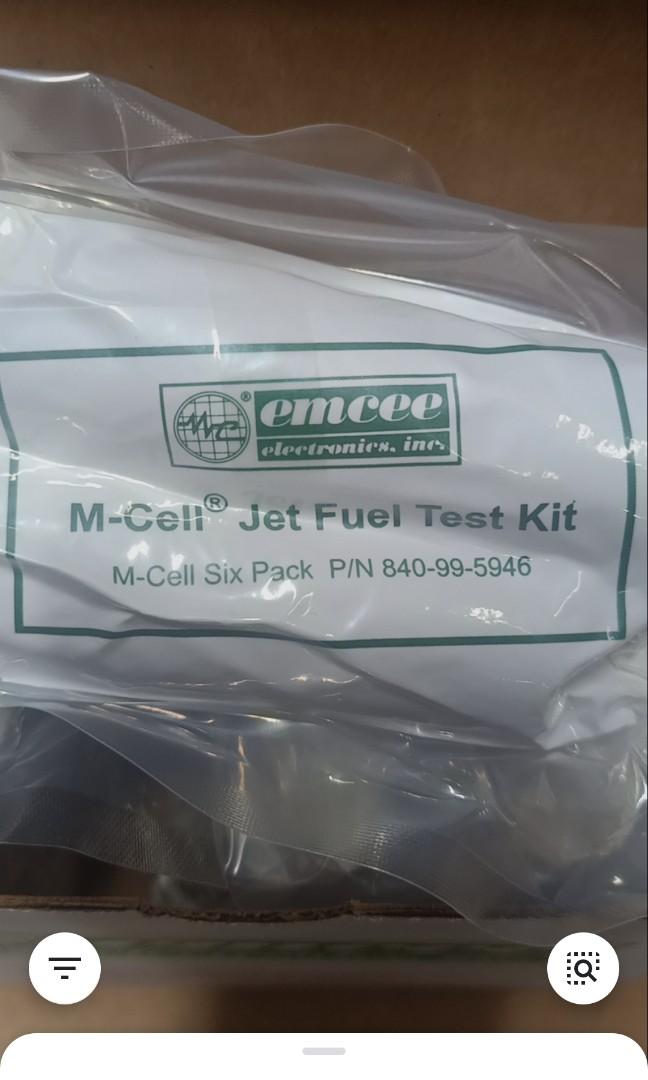 emcee®
electronics, inc.
M-Cell® Jet Fuel Test Kit
M-Cell Six Pack P/N 840-99-5946